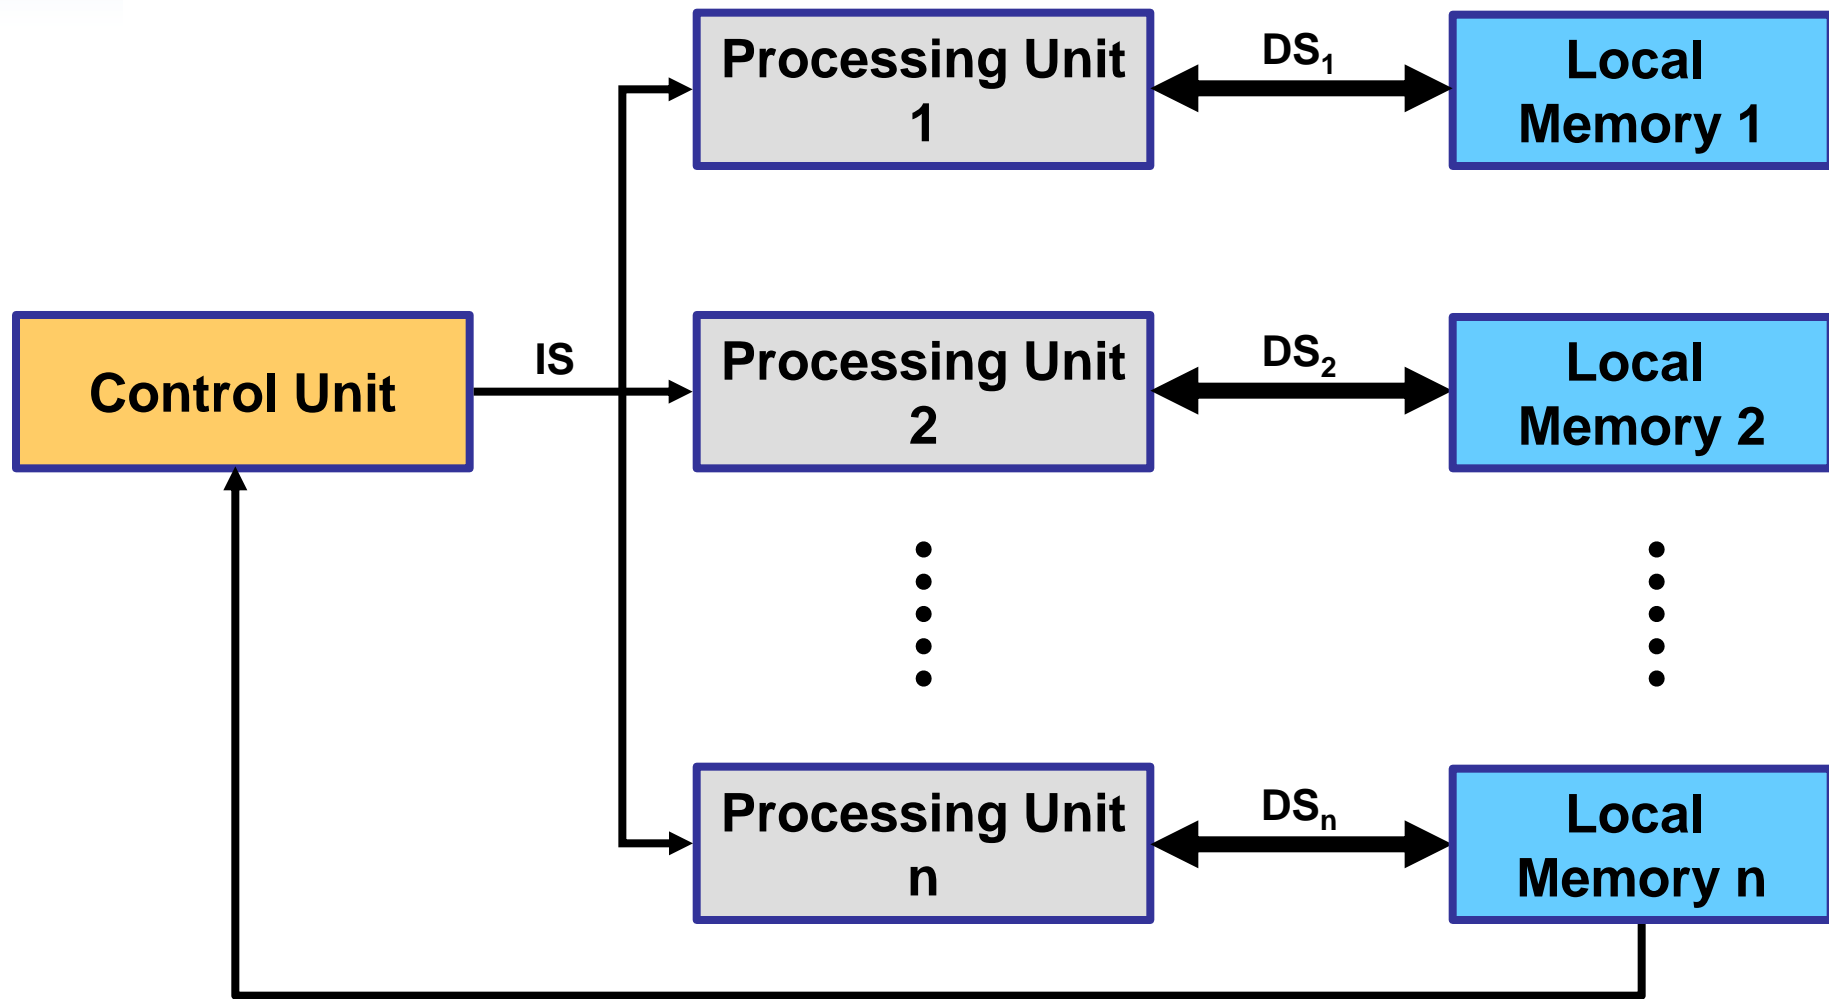 Processing Unit
1
DS₁
Local
Memory 1
Control Unit
IS
Processing Unit
2
DS₂
Local
Memory 2
Processing Unit
n
DSₙ
Local
Memory n